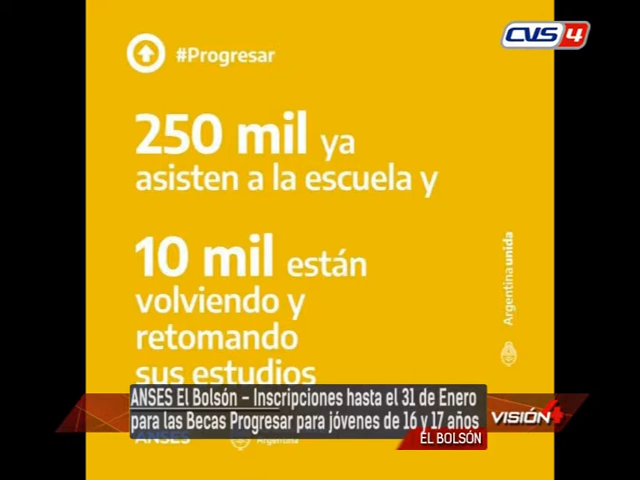 CVS4
#Progresar
250 mil ya
asisten a la escuela y
10 mil están
volviendo y
retomando
sus estudios
Argentina unida
ANSES El Bolsón – Inscripciones hasta el 31 de Enero
para las Becas Progresar para jóvenes de 16 y 17 años
VISIÓN 4
EL BOLSÓN
ANSES
Argentina